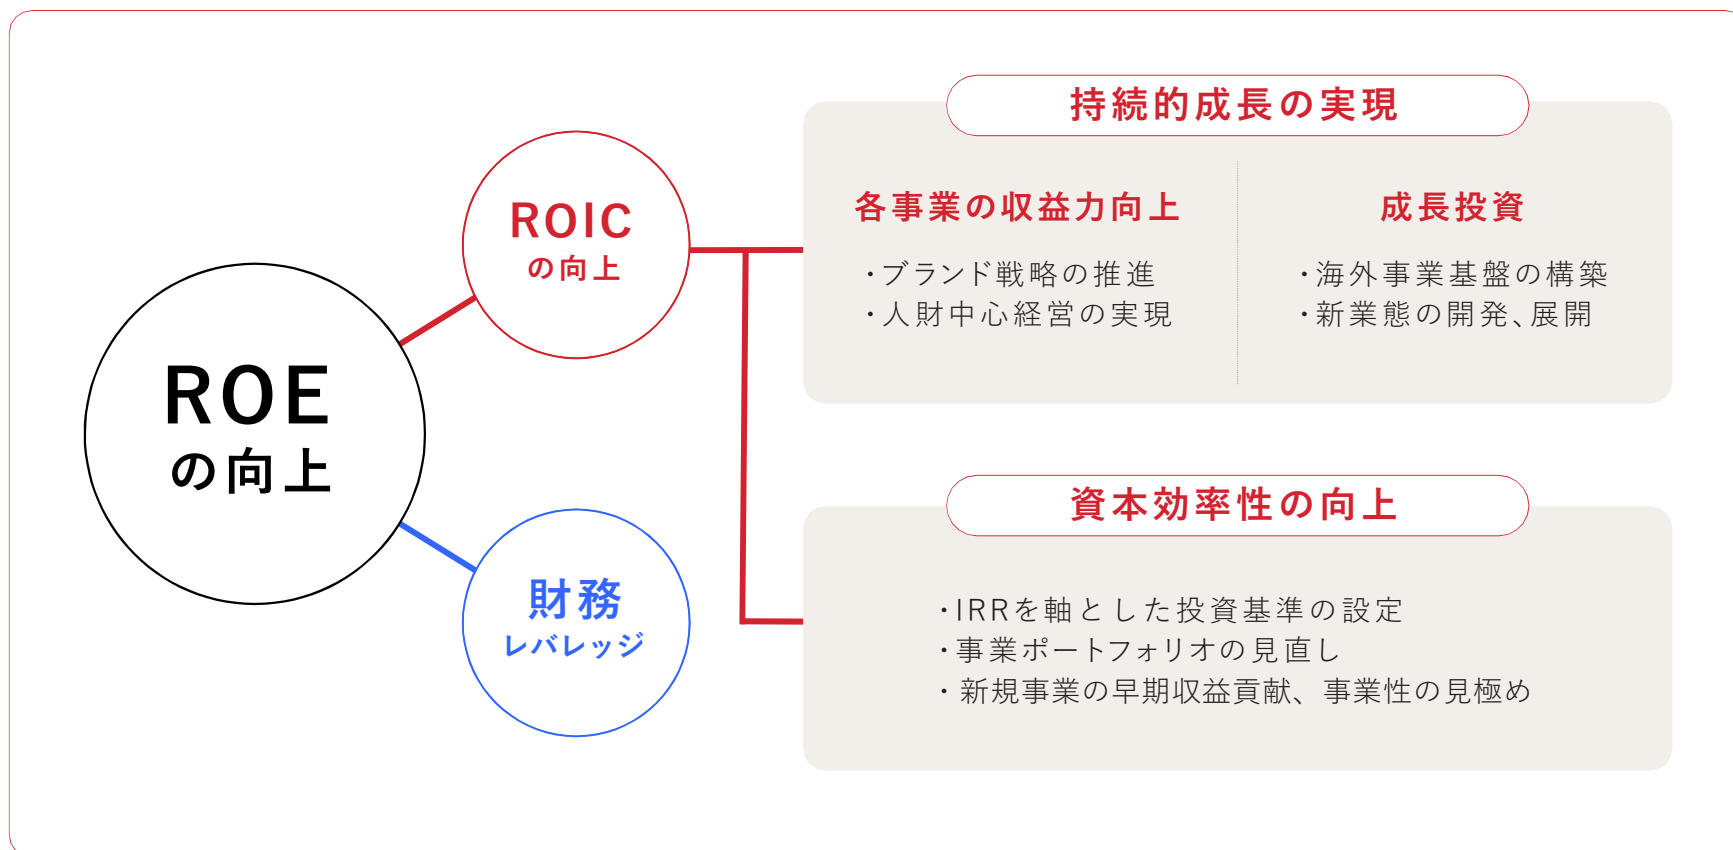 ROE
の向上
ROIC
の向上
財務
レバレッジ
持続的成長の実現
各事業の収益力向上
・ブランド戦略の推進
・人財中心経営の実現
成長投資
・海外事業基盤の構築
・新業態の開発、展開
資本効率性の向上
・IRRを軸とした投資基準の設定
・事業ポートフォリオの見直し
・新規事業の早期収益貢献、事業性の見極め